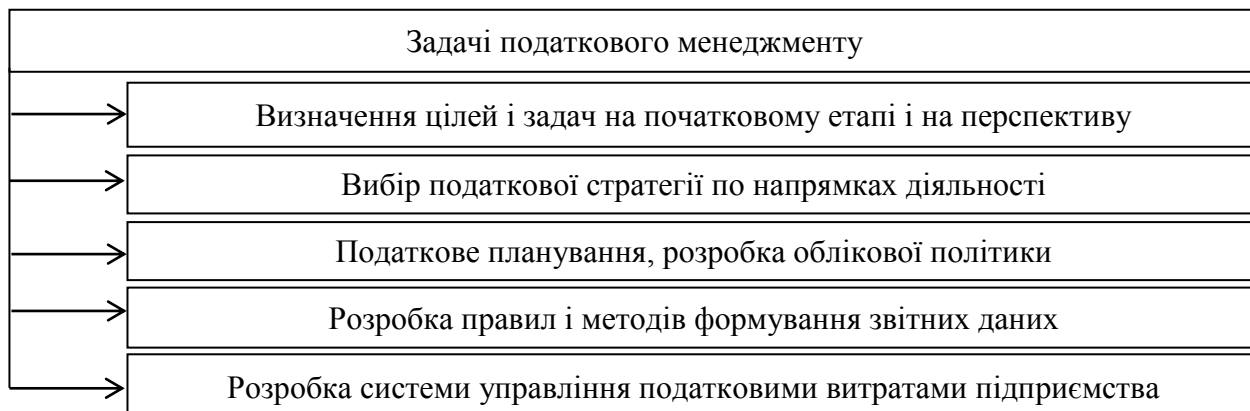 Задачі податкового менеджменту
Визначення цілей і задач на початковому етапі і на перспективу
Вибір податкової стратегії по напрямках діяльності
Податкове планування, розробка облікової політики
Розробка правил і методів формування звітних даних
Розробка системи управління податковими витратами підприємства